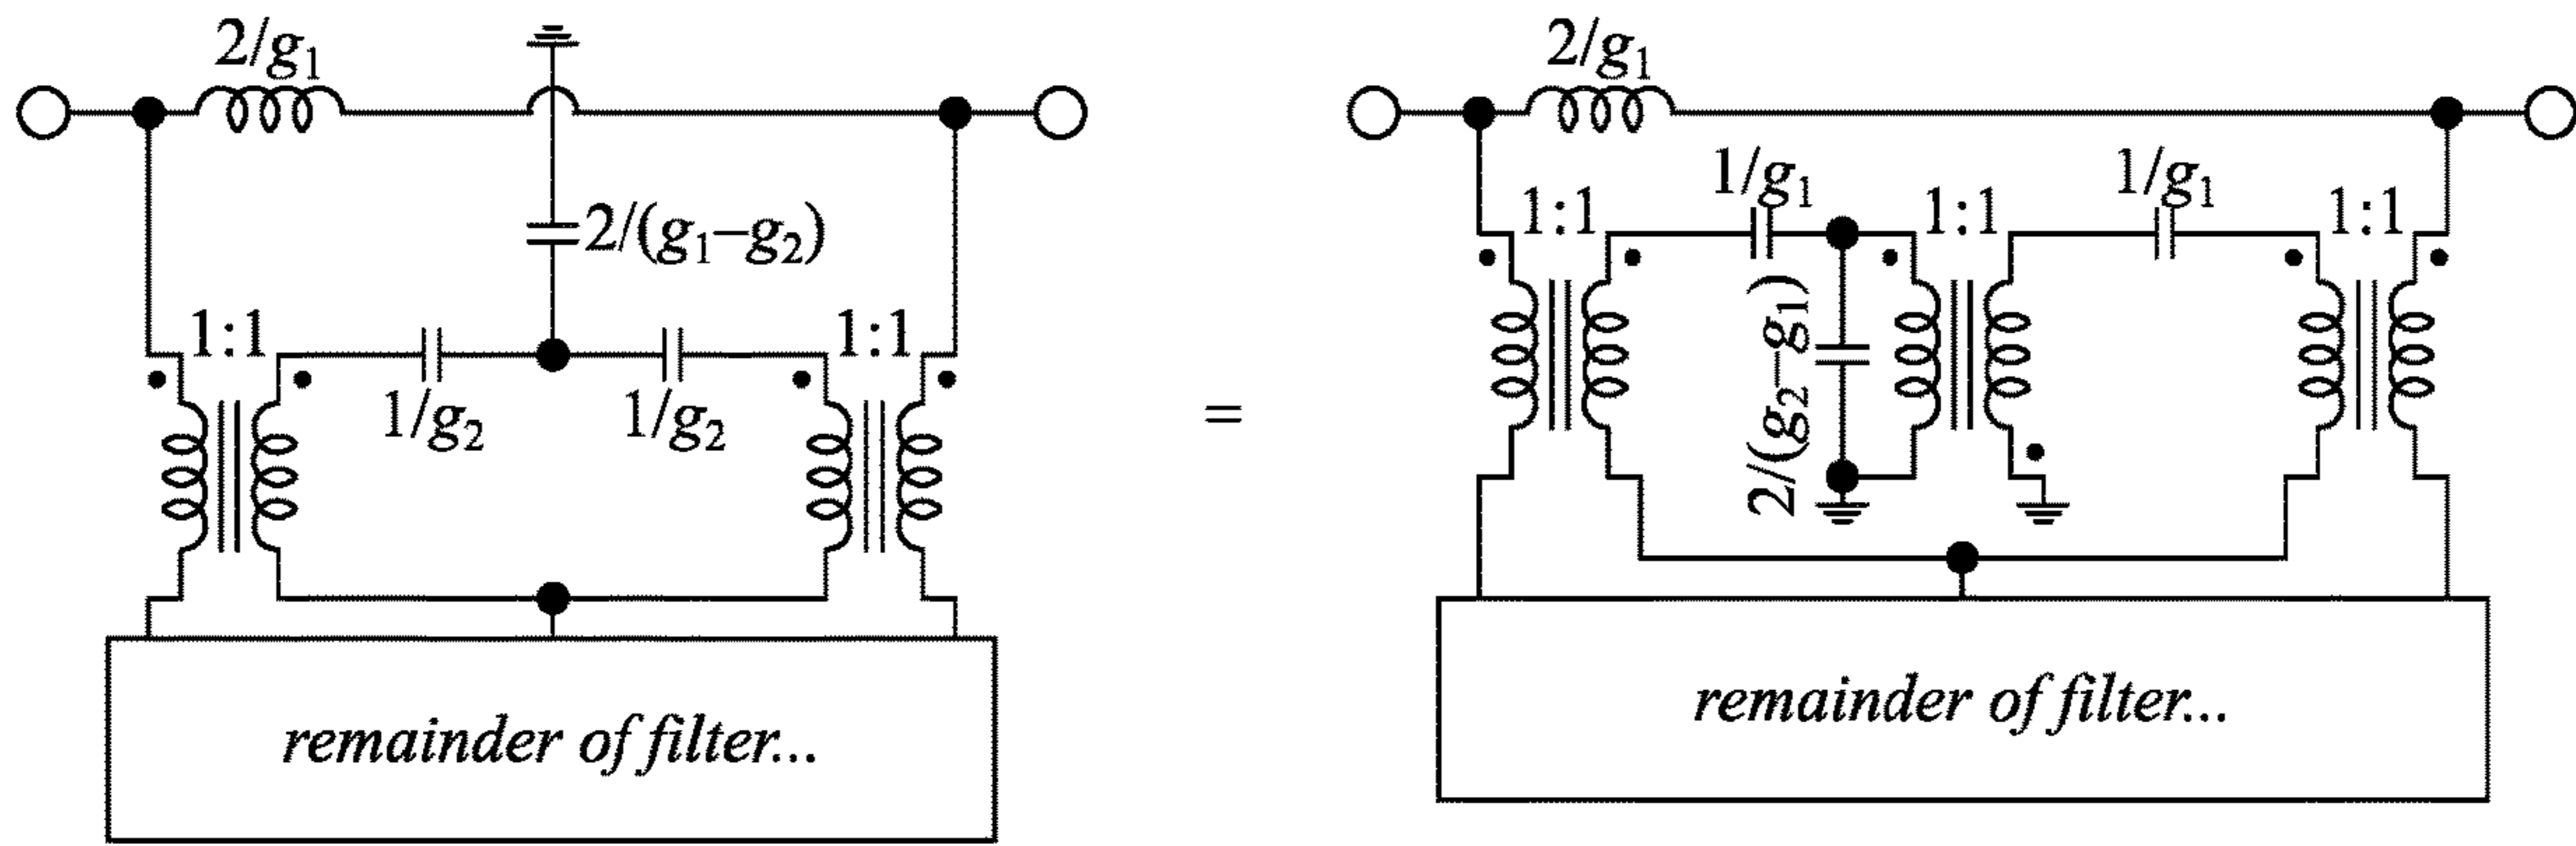 2/g₁
2/(g₁−g₂)
1:1
1:1
1/g₂
1/g₂
remainder of filter...
=
2/g₁
1/g₁
1/g₁
1:1
1:1
1:1
2/(g₂−g₁)
remainder of filter...